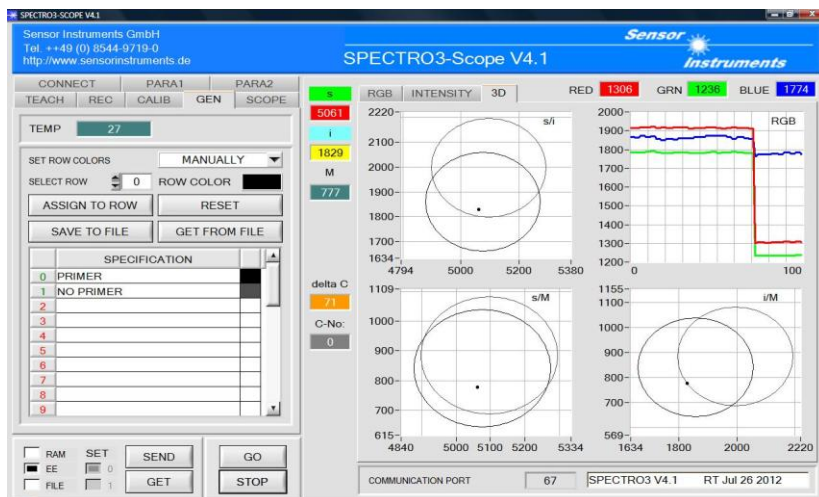 SPECTRO3-SCOPE V4.1
Sensor Instruments GmbH
Tel. ++49 (0) 8544-9719-0
http://www.sensorinstruments.de
SPECTRO3-Scope V4.1
Sensor
Instruments
CONNECT PARA1 PARA2
TEACH REC CALIB GEN SCOPE
TEMP 27
SET ROW COLORS MANUALLY
SELECT ROW 0 ROW COLOR
ASSIGN TO ROW RESET
SAVE TO FILE GET FROM FILE
SPECIFICATION
0 PRIMER
1 NO PRIMER
2
3
4
5
6
7
8
9
RAM SET SEND GO
EE 0
FILE 1 GET STOP
s
5061
i
1829
M
777
delta C
71
C-No:
0
RGB INTENSITY 3D RED 1306 GRN 1236 BLUE 1774
s/i
2220
2100
2000
1900
1800
1700
1634
4794 5000 5200 5380
RGB
2000
1900
1800
1700
1600
1500
1400
1300
1200
0 100
s/M
1109
1000
900
800
700
615
4840 5000 5100 5200 5334
i/M
1155
1100
1000
900
800
700
569
1634 1800 2000 2220
COMMUNICATION PORT 67 SPECTRO3 V4.1 RT Jul 26 2012